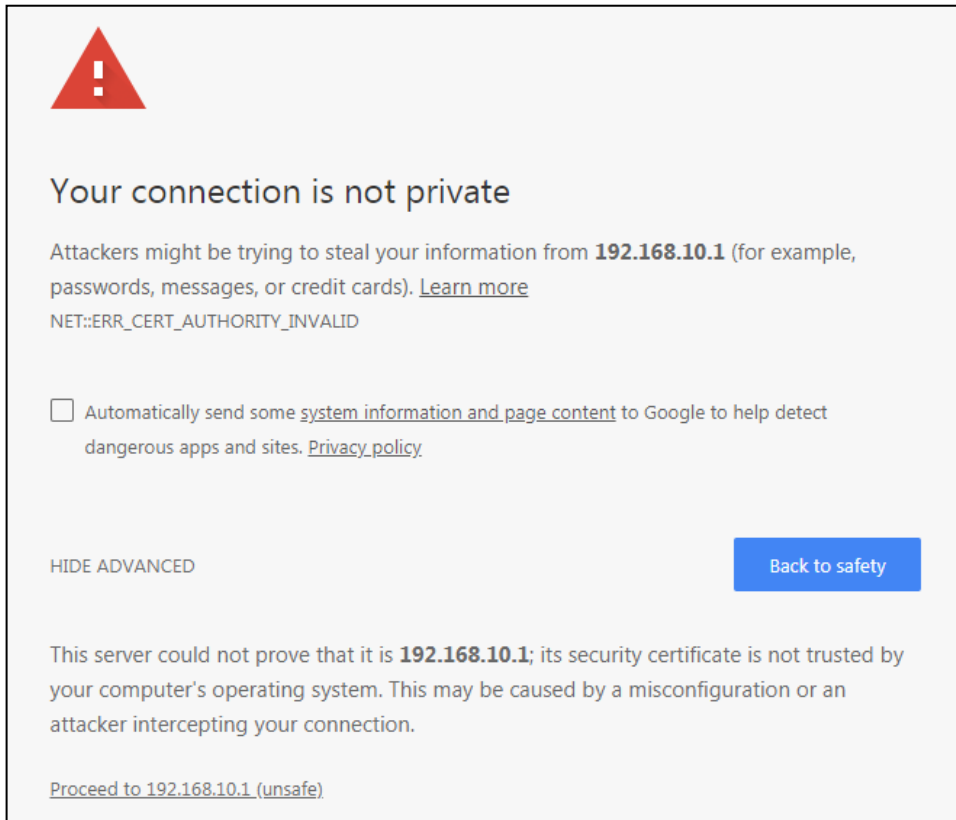 Your connection is not private
Attackers might be trying to steal your information from 192.168.10.1 (for example,
passwords, messages, or credit cards). Learn more
NET::ERR_CERT_AUTHORITY_INVALID
Automatically send some system information and page content to Google to help detect
dangerous apps and sites. Privacy policy
HIDE ADVANCED
Back to safety
This server could not prove that it is 192.168.10.1; its security certificate is not trusted by
your computer's operating system. This may be caused by a misconfiguration or an
attacker intercepting your connection.
Proceed to 192.168.10.1 (unsafe)